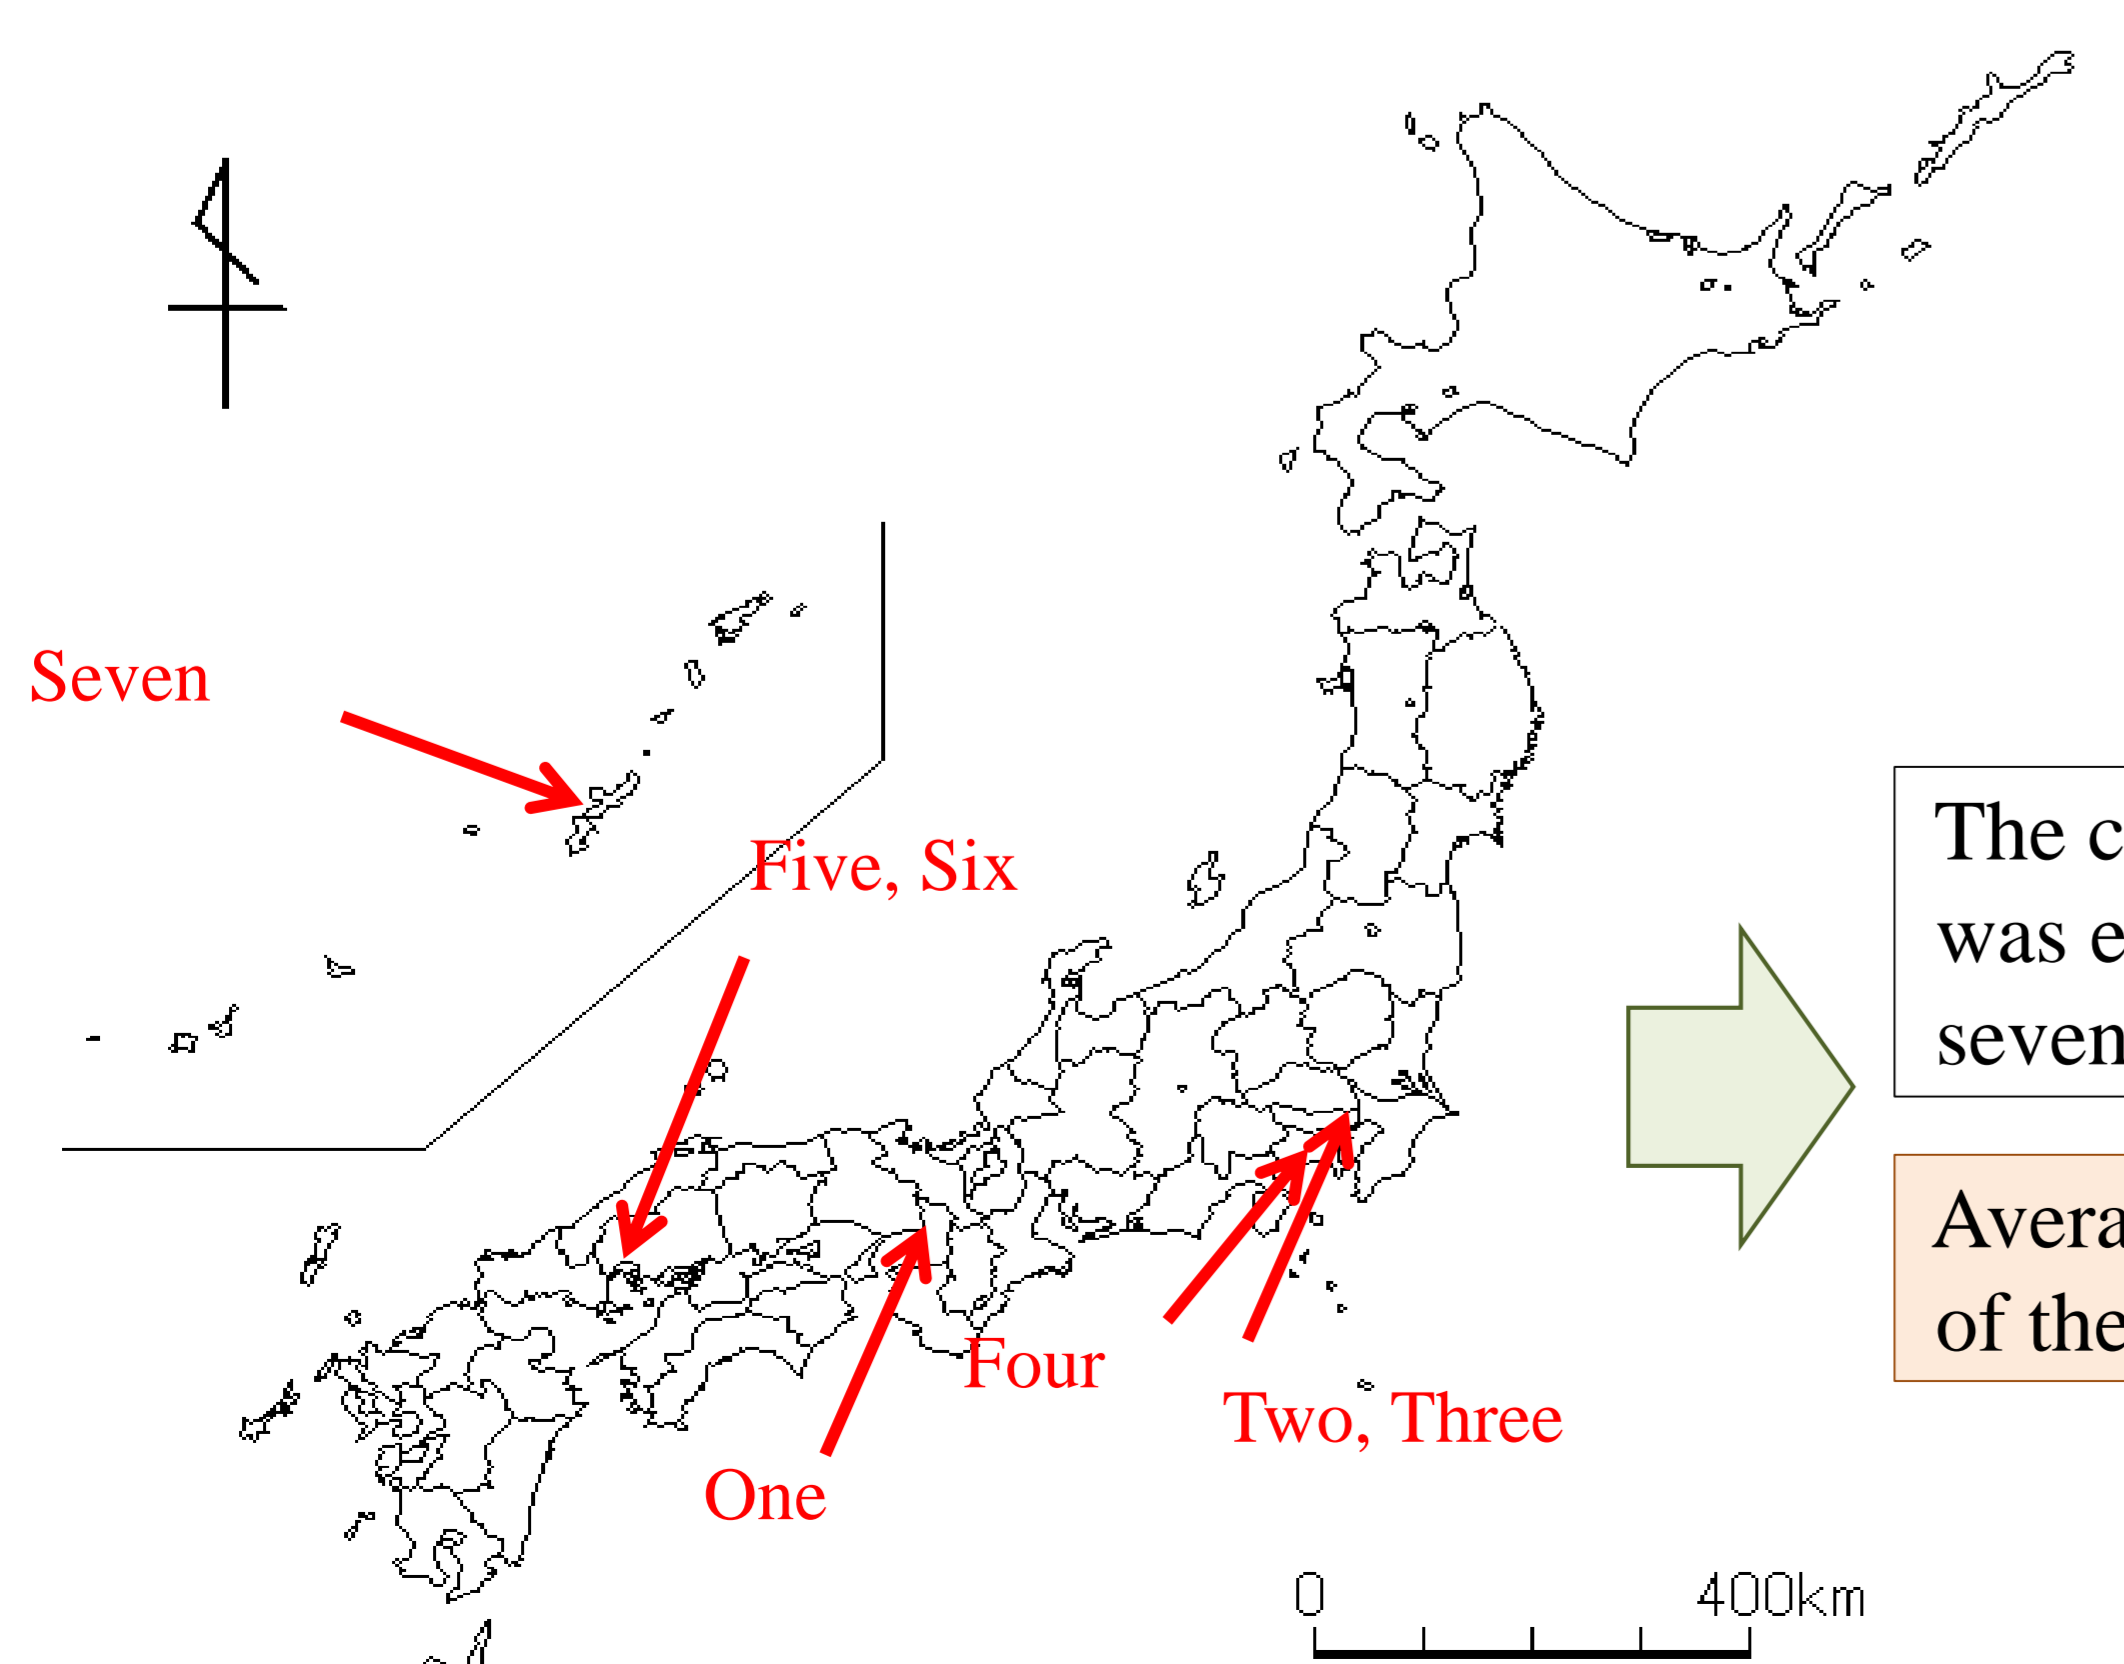 Seven
Five, Six
Four
Two, Three
One
0 400km
The c
was e
seven
Avera
of the